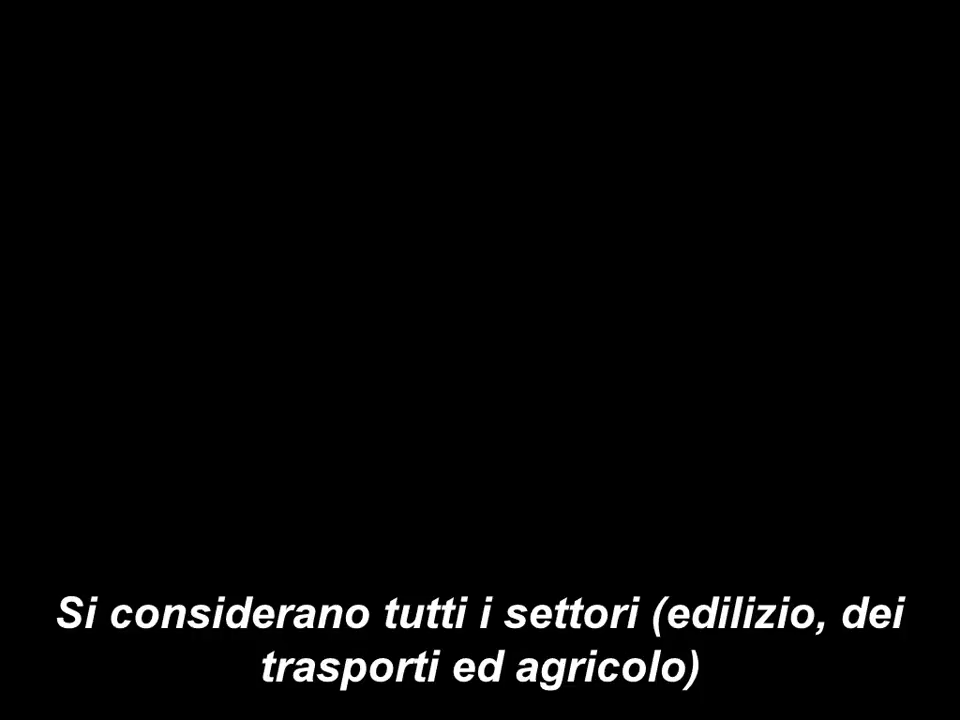 Si considerano tutti i settori (edilizio, dei
trasporti ed agricolo)